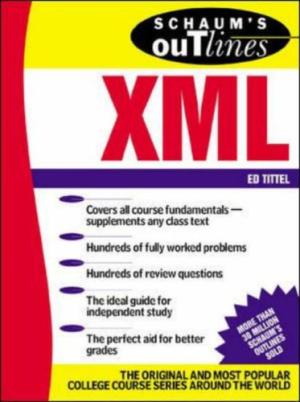 SCHAUM'S
ouTlines
XML
ED TITTEL
Covers all course fundamentals —
supplements any class text
Hundreds of fully worked problems
Hundreds of review questions
The ideal guide for
independent study
The perfect aid for better
grades
MORE THAN
30 MILLION
SCHAUM'S
OUTLINES
SOLD
THE ORIGINAL AND MOST POPULAR
COLLEGE COURSE SERIES AROUND THE WORLD